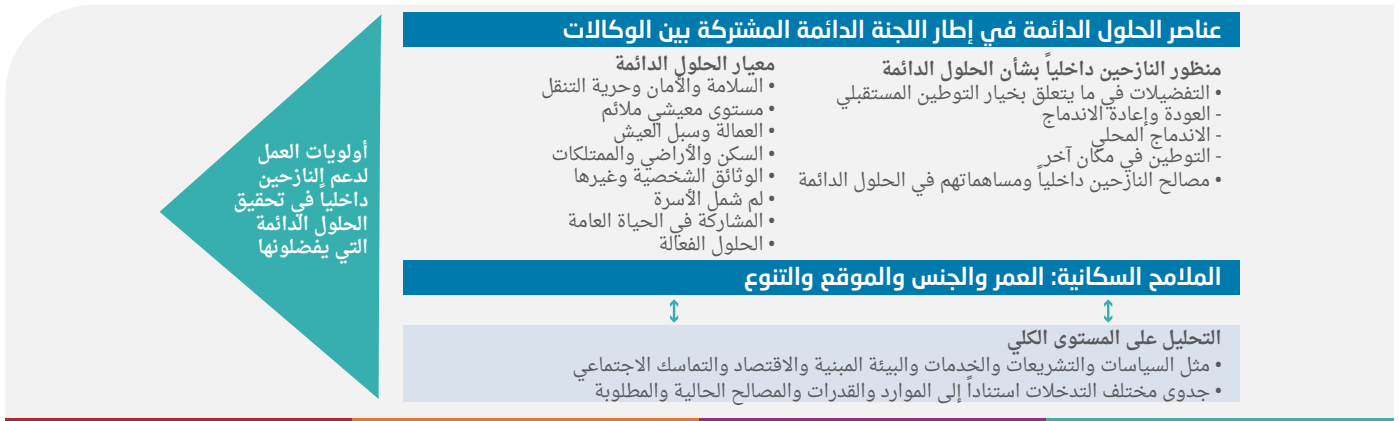 عناصر الحلول الدائمة في إطار اللجنة الدائمة المشتركة بين الوكالات
منظور النازحين داخلياً بشأن الحلول الدائمة
• التفضيلات في ما يتعلق بخيار التوطين المستقبلي
- العودة وإعادة الاندماج
- الاندماج المحلي
- التوطين في مكان آخر
• مصالح النازحين داخلياً ومساهماتهم في الحلول الدائمة
معيار الحلول الدائمة
• السلامة والأمان وحرية التنقل
• مستوى معيشي ملائم
• العمالة وسبل العيش
• السكن والأراضي والممتلكات
• الوثائق الشخصية وغيرها
• لم شمل الأسرة
• المشاركة في الحياة العامة
• الحلول الفعالة
الملامح السكانية: العمر والجنس والموقع والتنوع
التحليل على المستوى الكلي
• مثل السياسات والتشريعات والخدمات والبيئة المبنية والاقتصاد والتماسك الاجتماعي
• جدوى مختلف التدخلات استناداً إلى الموارد والقدرات والمصالح الحالية والمطلوبة
أولويات العمل
لدعم النازحين
داخلياً في تحقيق
الحلول الدائمة
التي يفضلونها